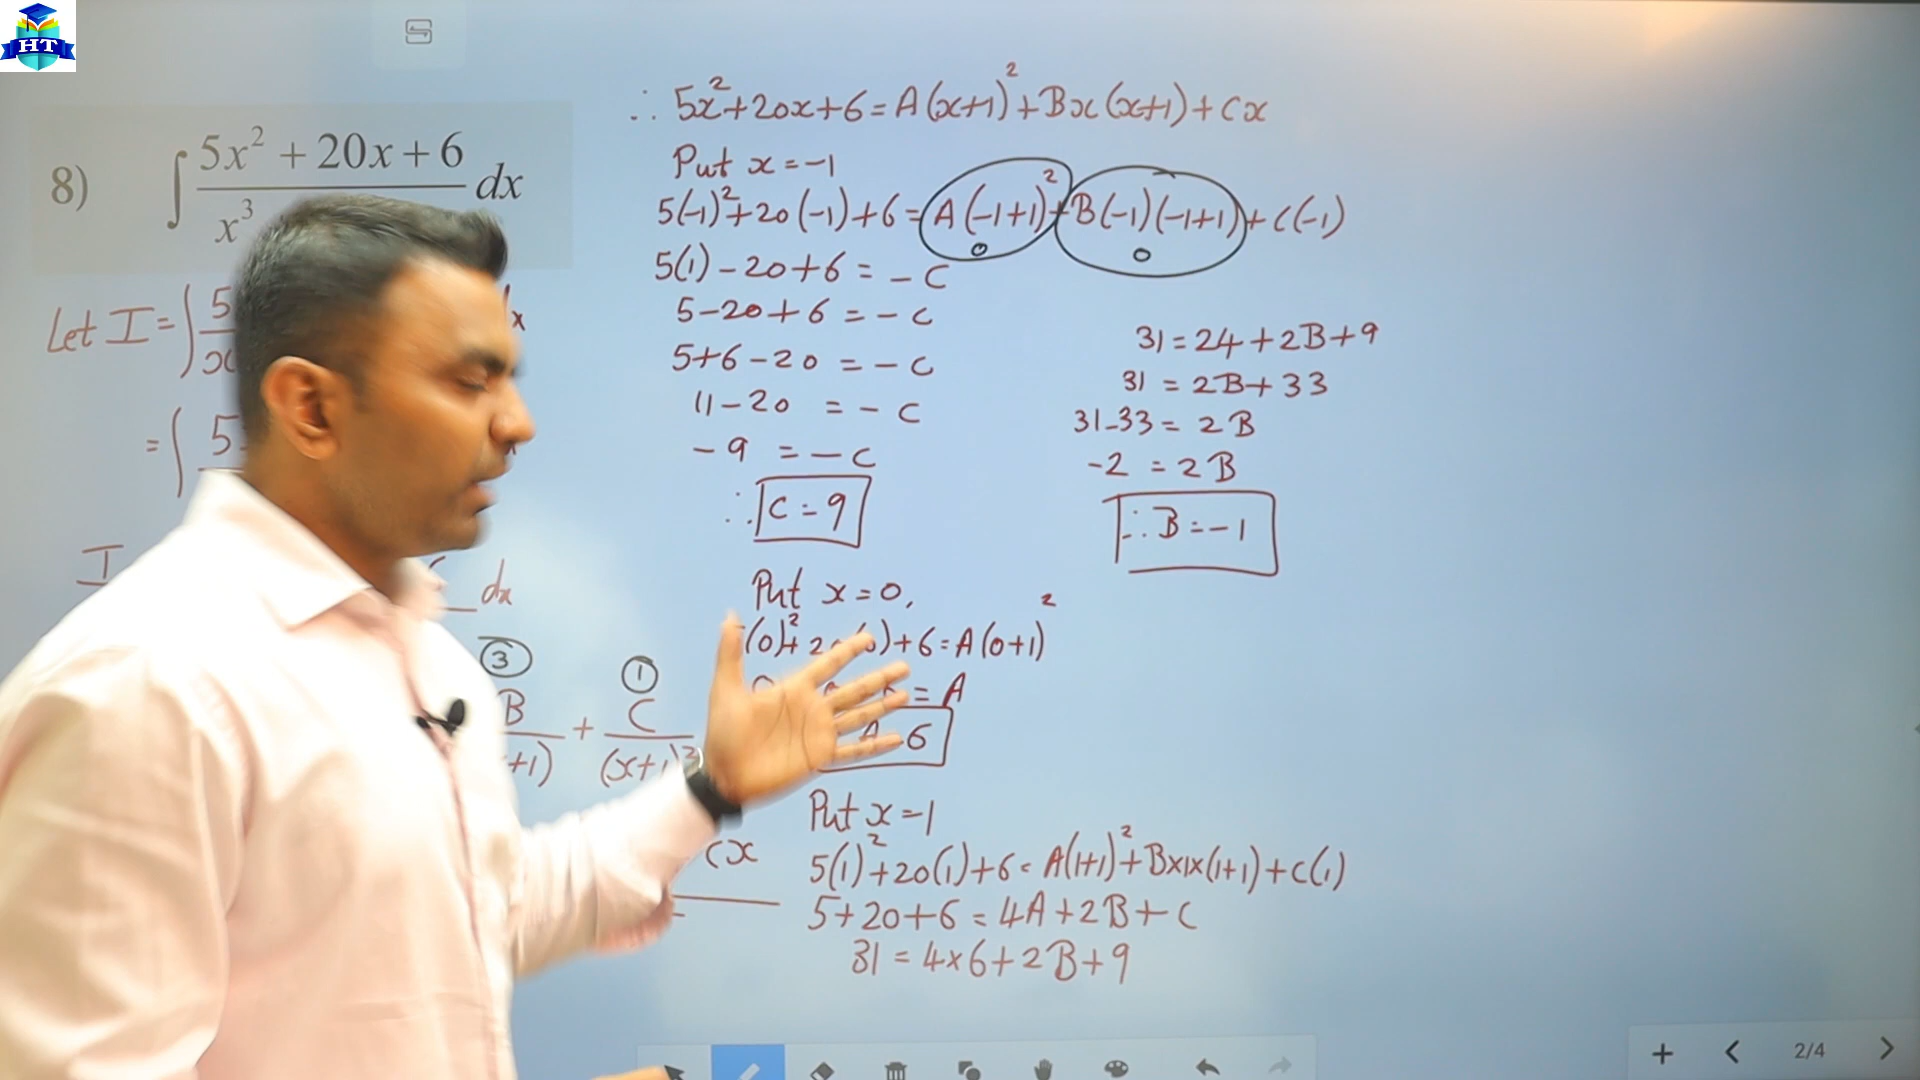 HT
8) ∫ 5x² + 20x + 6 dx
x³
Let I = ∫ 5 x
x
= ∫ 5
I dx
③ ①
B + C
+1) (x+1)²
Cx
∴ 5x²+20x+6 = A(x+1)²+Bx(x+1)+Cx
Put x=-1
5(-1)²+20(-1)+6 = A(-1+1)²+B(-1)(-1+1)+C(-1)
0 0
5(1)-20+6 = -C
5-20+6 = -C
5+6-20 = -C
11-20 = -C
-9 = -C
∴ C=9
Put x=0,
(0)²+2 )+6=A(0+1)²
= A
A 6
Put x=1
5(1)²+20(1)+6 = A(1+1)²+B×1×(1+1)+C(1)
5+20+6 = 4A+2B+C
31 = 4×6+2B+9
31=24+2B+9
31 = 2B+33
31-33 = 2B
-2 = 2B
∴ B=-1
2/4